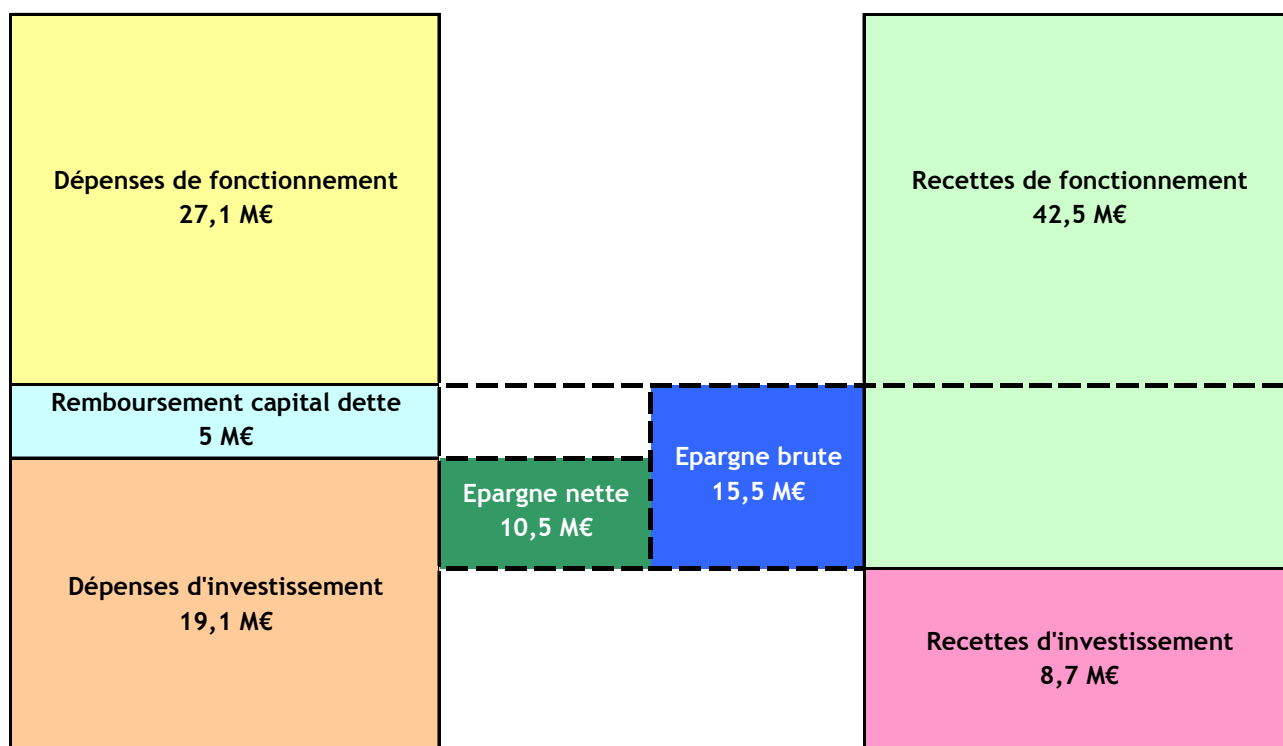 Dépenses de fonctionnement
27,1 M€
Recettes de fonctionnement
42,5 M€
Remboursement capital dette
5 M€
Epargne brute
15,5 M€
Epargne nette
10,5 M€
Dépenses d'investissement
19,1 M€
Recettes d'investissement
8,7 M€